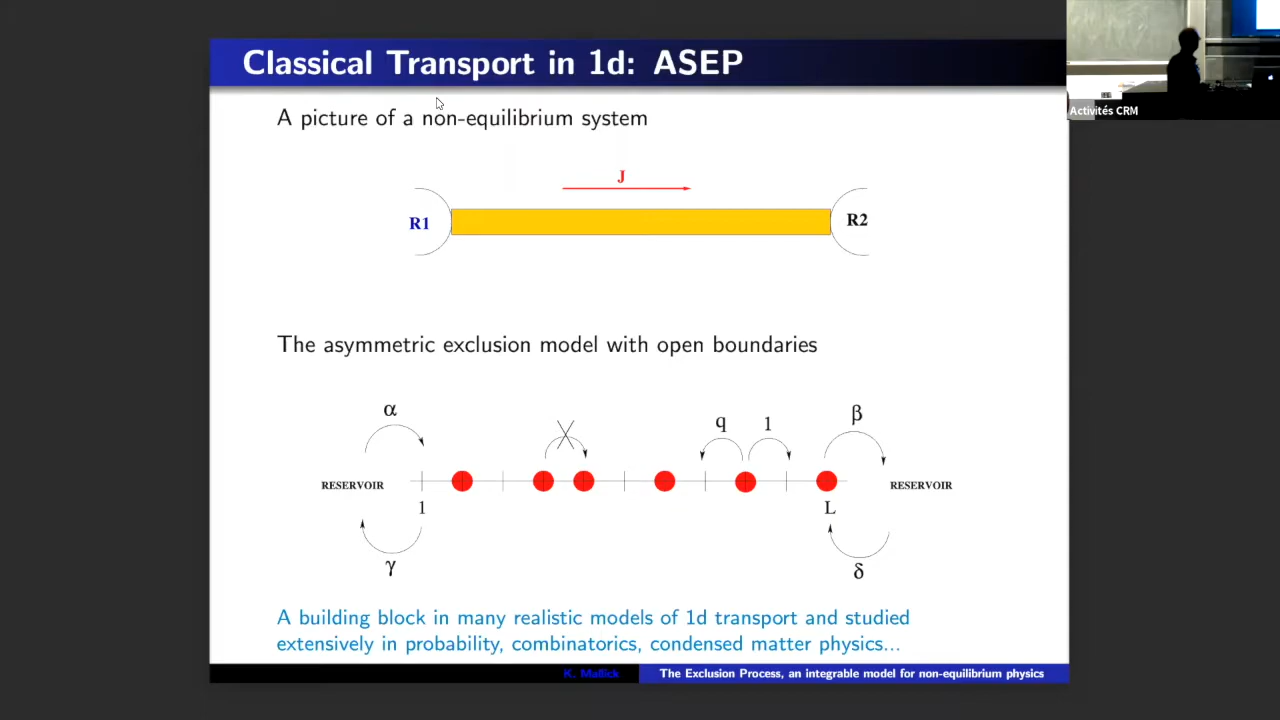 Classical Transport in 1d: ASEP
Activités CRM
A picture of a non-equilibrium system
J
R1
R2
The asymmetric exclusion model with open boundaries
α
q
1
β
RESERVOIR
RESERVOIR
1
L
γ
δ
A building block in many realistic models of 1d transport and studied
extensively in probability, combinatorics, condensed matter physics...
K. Mallick
The Exclusion Process, an integrable model for non-equilibrium physics